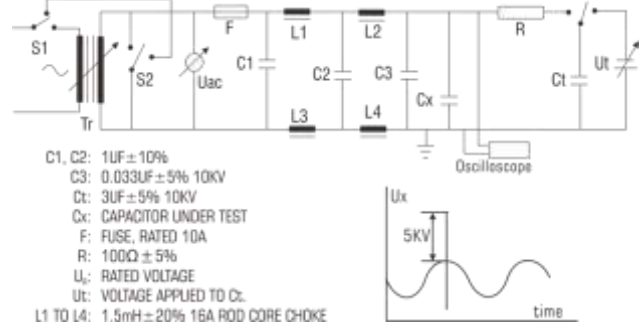 S1
S2
Tr
Uac
F
C1
L1
L3
C2
L2
L4
C3
Cx
R
Ct
Ut
Oscilloscope
C1, C2: 1UF±10%
C3: 0.033UF±5% 10KV
Ct: 3UF±5% 10KV
Cx: CAPACITOR UNDER TEST
F: FUSE, RATED 10A
R: 100Ω±5%
: RATED VOLTAGE
Ut: VOLTAGE APPLIED TO Ct.
L1 TO L4: 1.5mH±20% 16A ROD CORE CHOKE
Ux
5KV
time